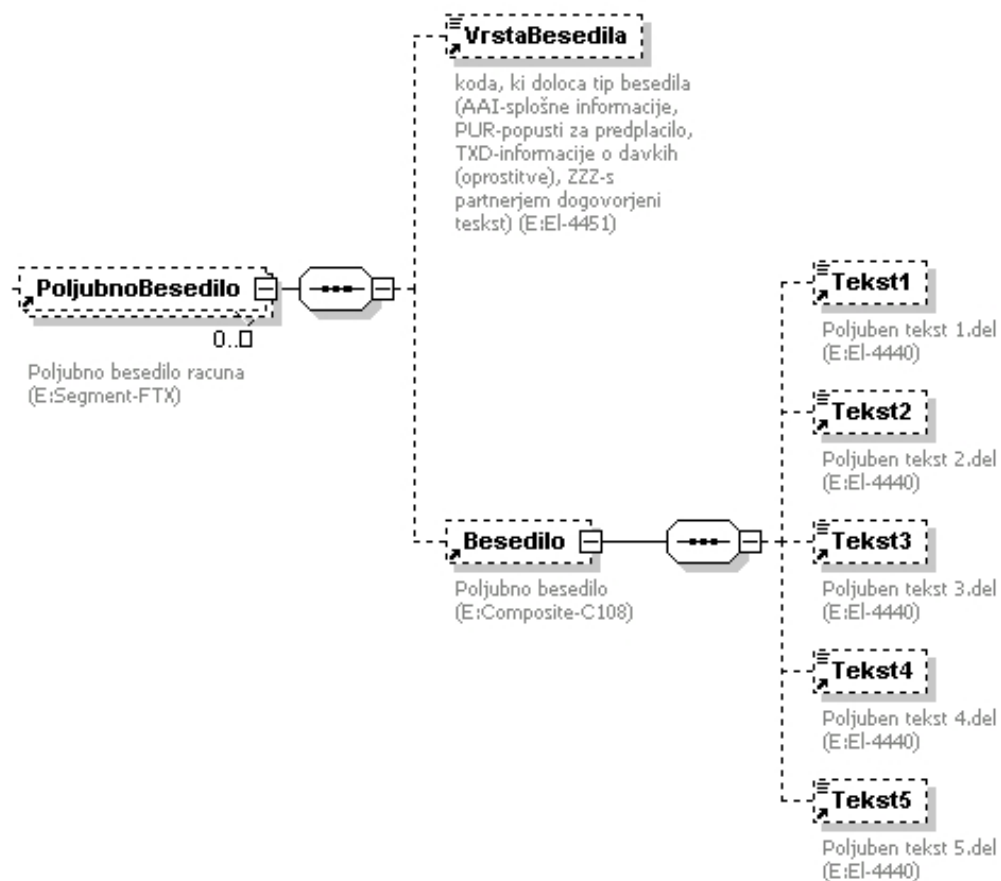 VrstaBesedila
koda, ki doloca tip besedila
(AAI-splošne informacije,
PUR-popusti za predplacilo,
TXD-informacije o davkih
(oprostitve), ZZZ-s
partnerjem dogovorjeni
teskst) (E:El-4451)
PoljubnoBesedilo
0..
Poljubno besedilo racuna
(E:Segment-FTX)
Besedilo
Poljubno besedilo
(E:Composite-C108)
Tekst1
Poljuben tekst 1.del
(E:El-4440)
Tekst2
Poljuben tekst 2.del
(E:El-4440)
Tekst3
Poljuben tekst 3.del
(E:El-4440)
Tekst4
Poljuben tekst 4.del
(E:El-4440)
Tekst5
Poljuben tekst 5.del
(E:El-4440)